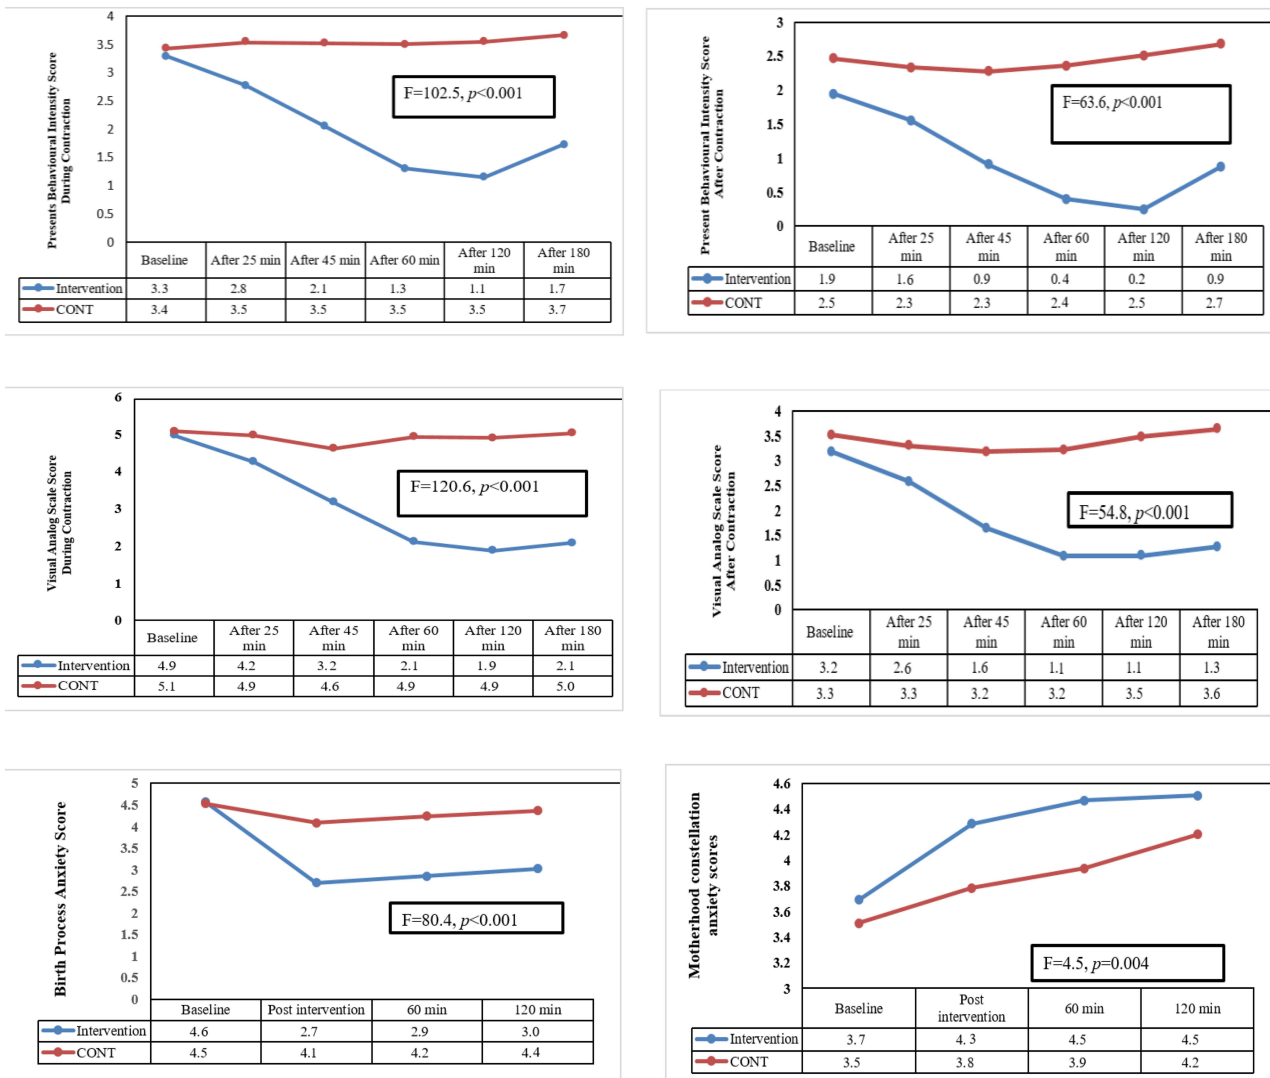 Presents Behavioural Intensity Score
During Contraction
4
3.5
3
2.5
2
1.5
1
0.5
0
F=102.5, p<0.001
Baseline After 25 min After 45 min After 60 min After 120 min After 180 min
Intervention 3.3 2.8 2.1 1.3 1.1 1.7
CONT 3.4 3.5 3.5 3.5 3.5 3.7
Present Behavioural Intensity Score
After Contraction
3
2.5
2
1.5
1
0.5
0
F=63.6, p<0.001
Baseline After 25 min After 45 min After 60 min After 120 min After 180 min
Intervention 1.9 1.6 0.9 0.4 0.2 0.9
CONT 2.5 2.3 2.3 2.4 2.5 2.7
Visual Analog Scale Score
During Contraction
6
5
4
3
2
1
0
F=120.6, p<0.001
Baseline After 25 min After 45 min After 60 min After 120 min After 180 min
Intervention 4.9 4.2 3.2 2.1 1.9 2.1
CONT 5.1 4.9 4.6 4.9 4.9 5.0
Visual Analog Scale Score
After Contraction
4
3.5
3
2.5
2
1.5
1
0.5
0
F=54.8, p<0.001
Baseline After 25 min After 45 min After 60 min After 120 min After 180 min
Intervention 3.2 2.6 1.6 1.1 1.1 1.3
CONT 3.3 3.3 3.2 3.2 3.5 3.6
Birth Process Anxiety Score
5
4.5
4
3.5
3
2.5
2
1.5
1
0.5
0
F=80.4, p<0.001
Baseline Post intervention 60 min 120 min
Intervention 4.6 2.7 2.9 3.0
CONT 4.5 4.1 4.2 4.4
Motherhood constellation
anxiety scores
4.6
4.4
4.2
4
3.8
3.6
3.4
3.2
3
F=4.5, p=0.004
Baseline Post intervention 60 min 120 min
Intervention 3.7 4.3 4.5 4.5
CONT 3.5 3.8 3.9 4.2